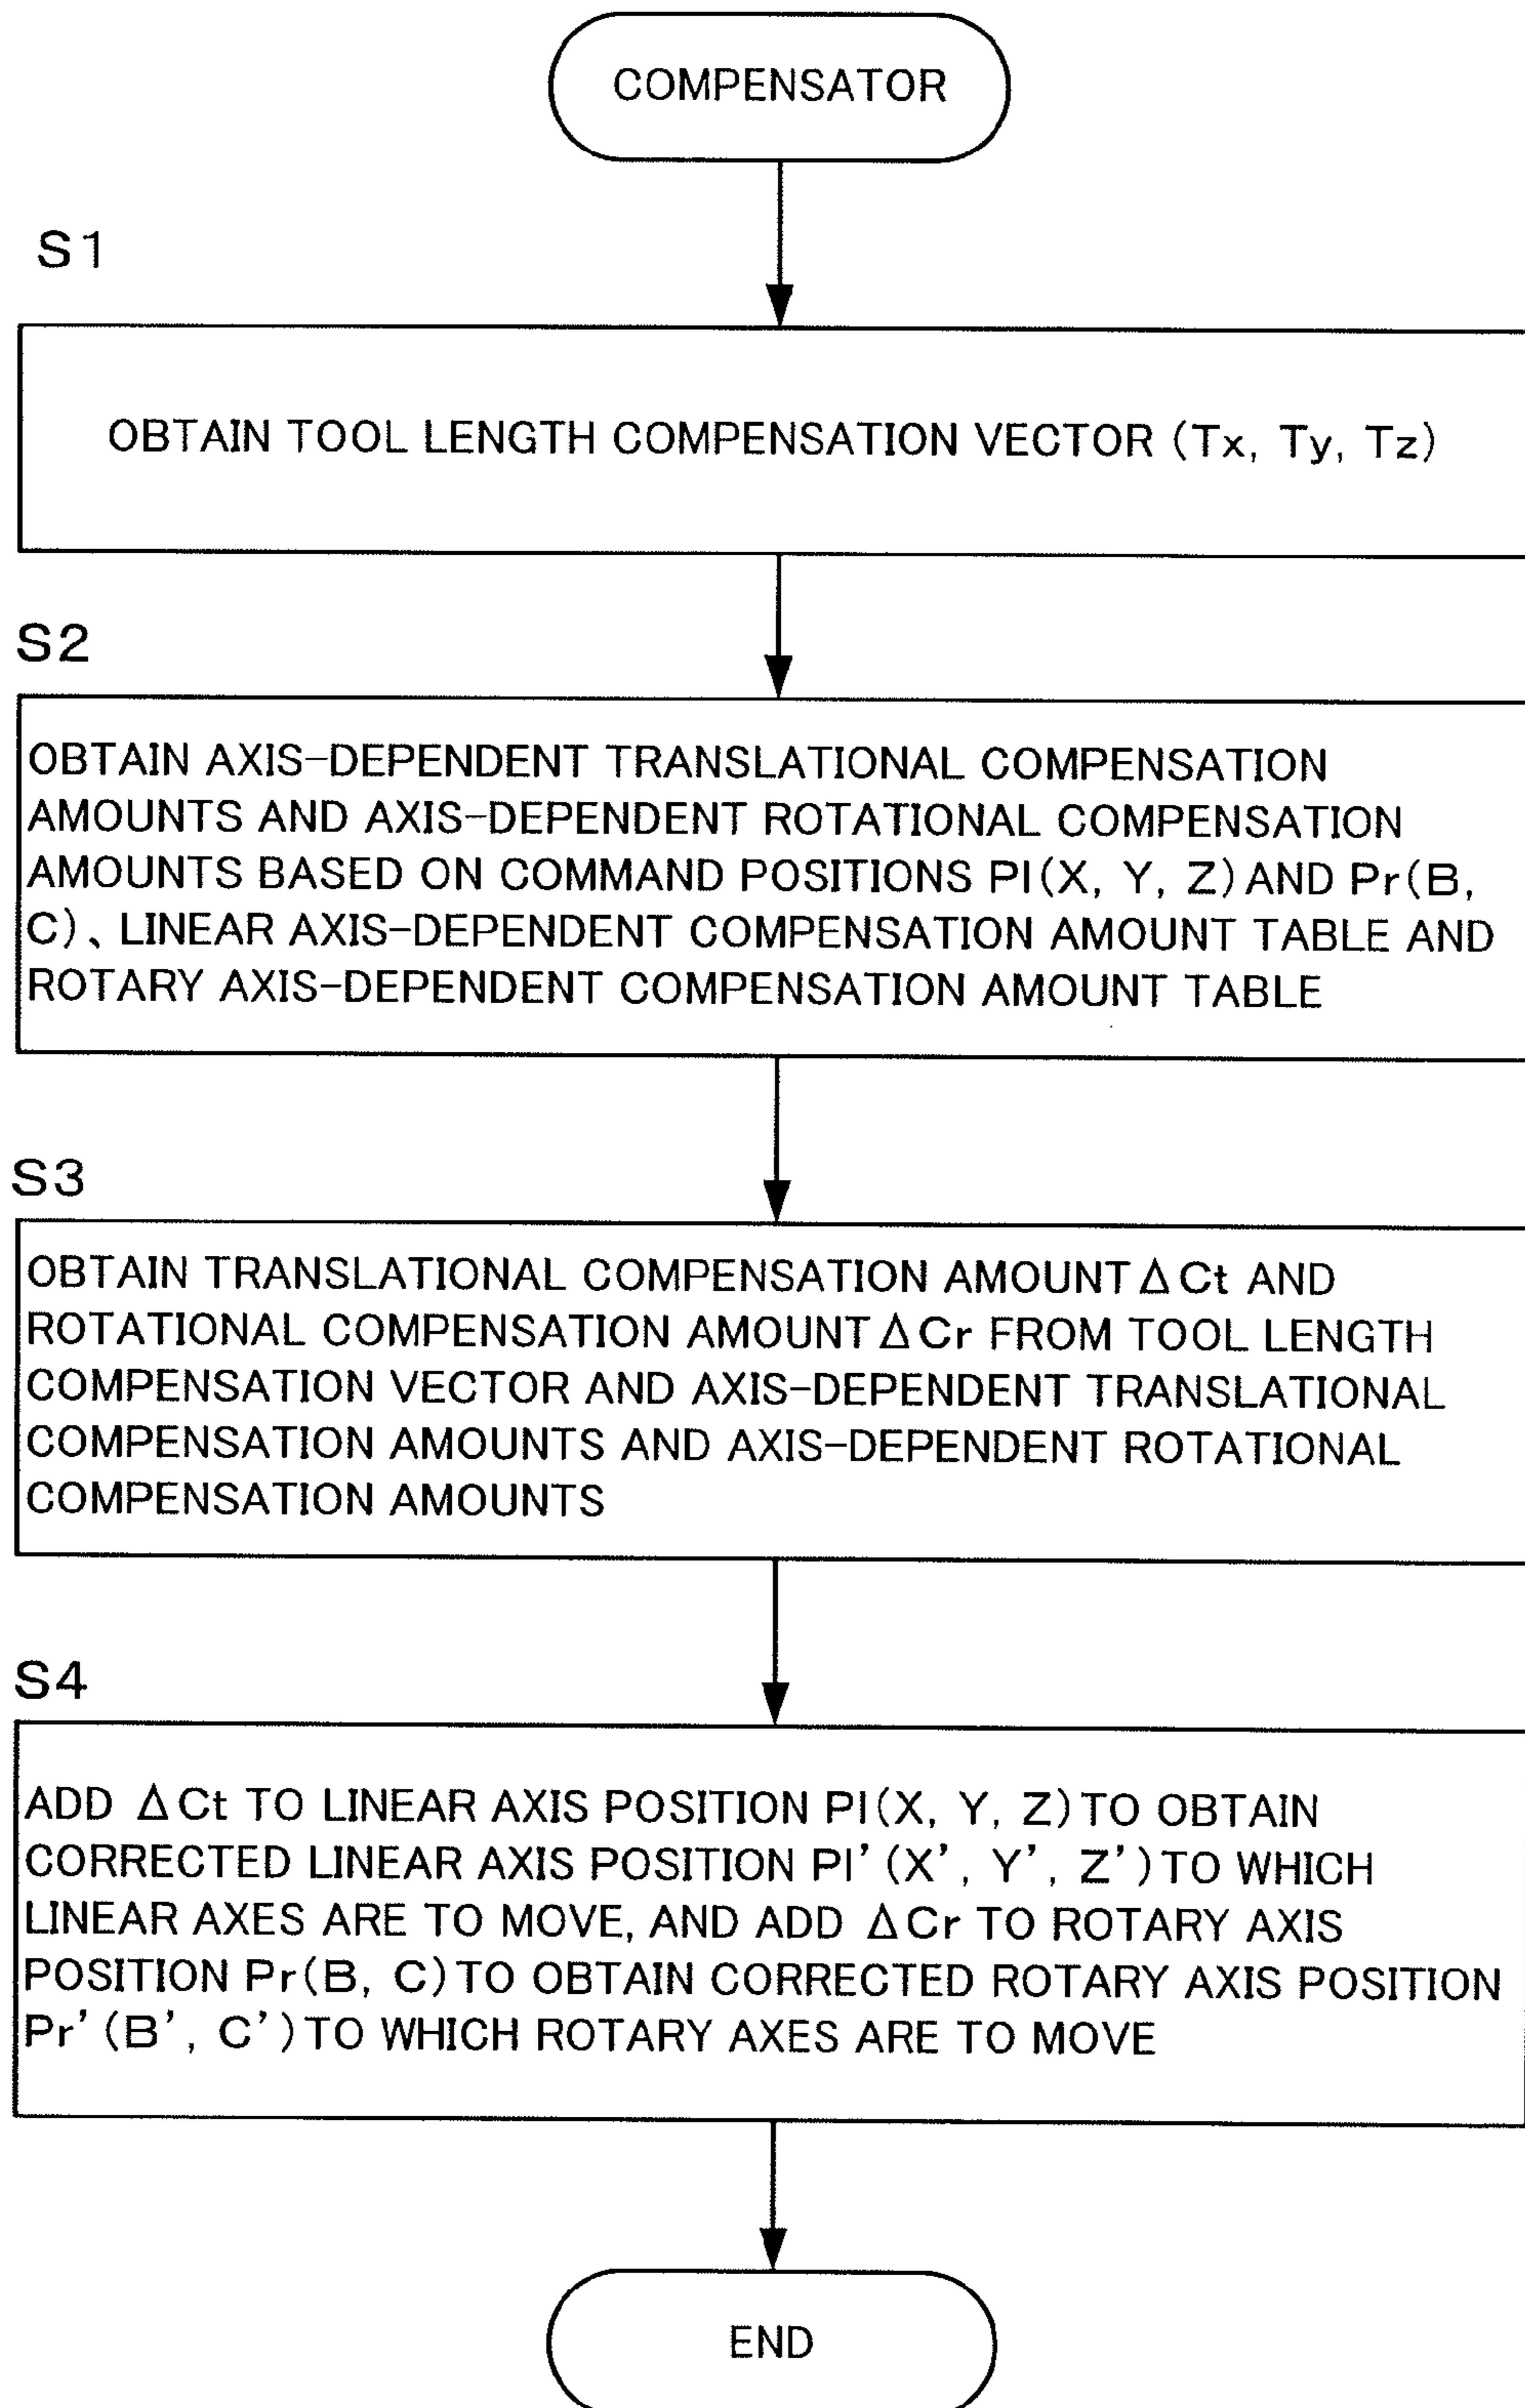 COMPENSATOR
S1
OBTAIN TOOL LENGTH COMPENSATION VECTOR (Tx, Ty, Tz)
S2
OBTAIN AXIS-DEPENDENT TRANSLATIONAL COMPENSATION
AMOUNTS AND AXIS-DEPENDENT ROTATIONAL COMPENSATION
AMOUNTS BASED ON COMMAND POSITIONS Pl(X, Y, Z) AND Pr(B,
C)、LINEAR AXIS-DEPENDENT COMPENSATION AMOUNT TABLE AND
ROTARY AXIS-DEPENDENT COMPENSATION AMOUNT TABLE
S3
OBTAIN TRANSLATIONAL COMPENSATION AMOUNT ΔCt AND
ROTATIONAL COMPENSATION AMOUNT ΔCr FROM TOOL LENGTH
COMPENSATION VECTOR AND AXIS-DEPENDENT TRANSLATIONAL
COMPENSATION AMOUNTS AND AXIS-DEPENDENT ROTATIONAL
COMPENSATION AMOUNTS
S4
ADD ΔCt TO LINEAR AXIS POSITION Pl(X, Y, Z) TO OBTAIN
CORRECTED LINEAR AXIS POSITION Pl' (X', Y', Z') TO WHICH
LINEAR AXES ARE TO MOVE, AND ADD ΔCr TO ROTARY AXIS
POSITION Pr(B, C) TO OBTAIN CORRECTED ROTARY AXIS POSITION
Pr' (B', C') TO WHICH ROTARY AXES ARE TO MOVE
END